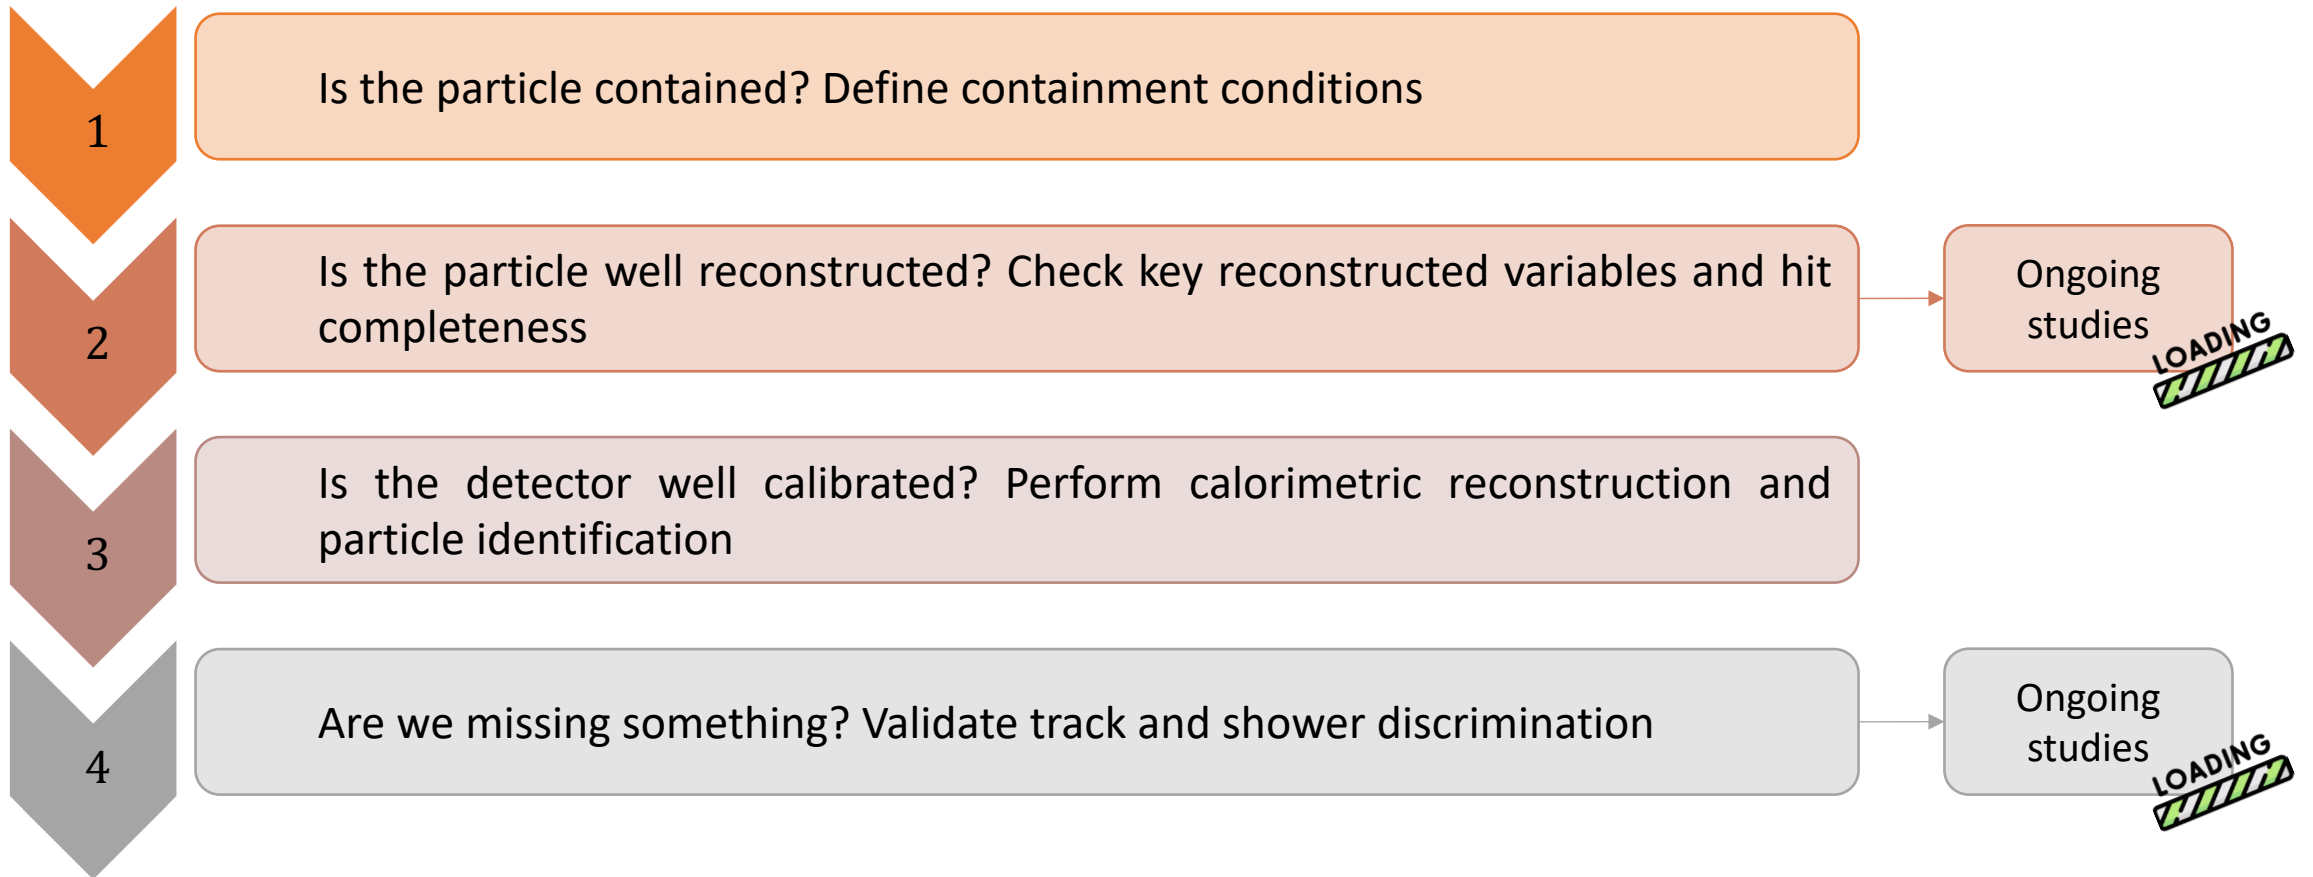 1
Is the particle contained? Define containment conditions
2
Is the particle well reconstructed? Check key reconstructed variables and hit
completeness
Ongoing
studies
LOADING
3
Is the detector well calibrated? Perform calorimetric reconstruction and
particle identification
4
Are we missing something? Validate track and shower discrimination
Ongoing
studies
LOADING